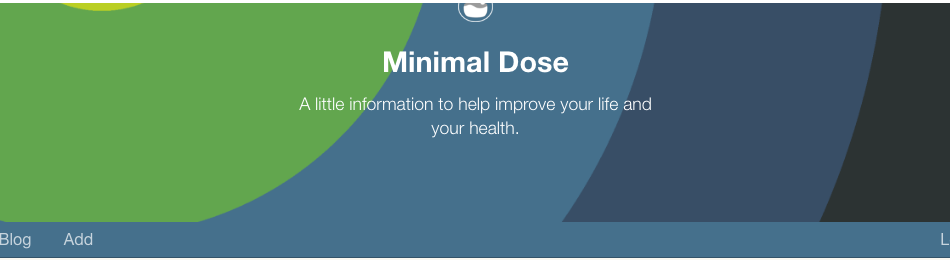 Minimal Dose
A little information to help improve your life and
your health.
Blog Add